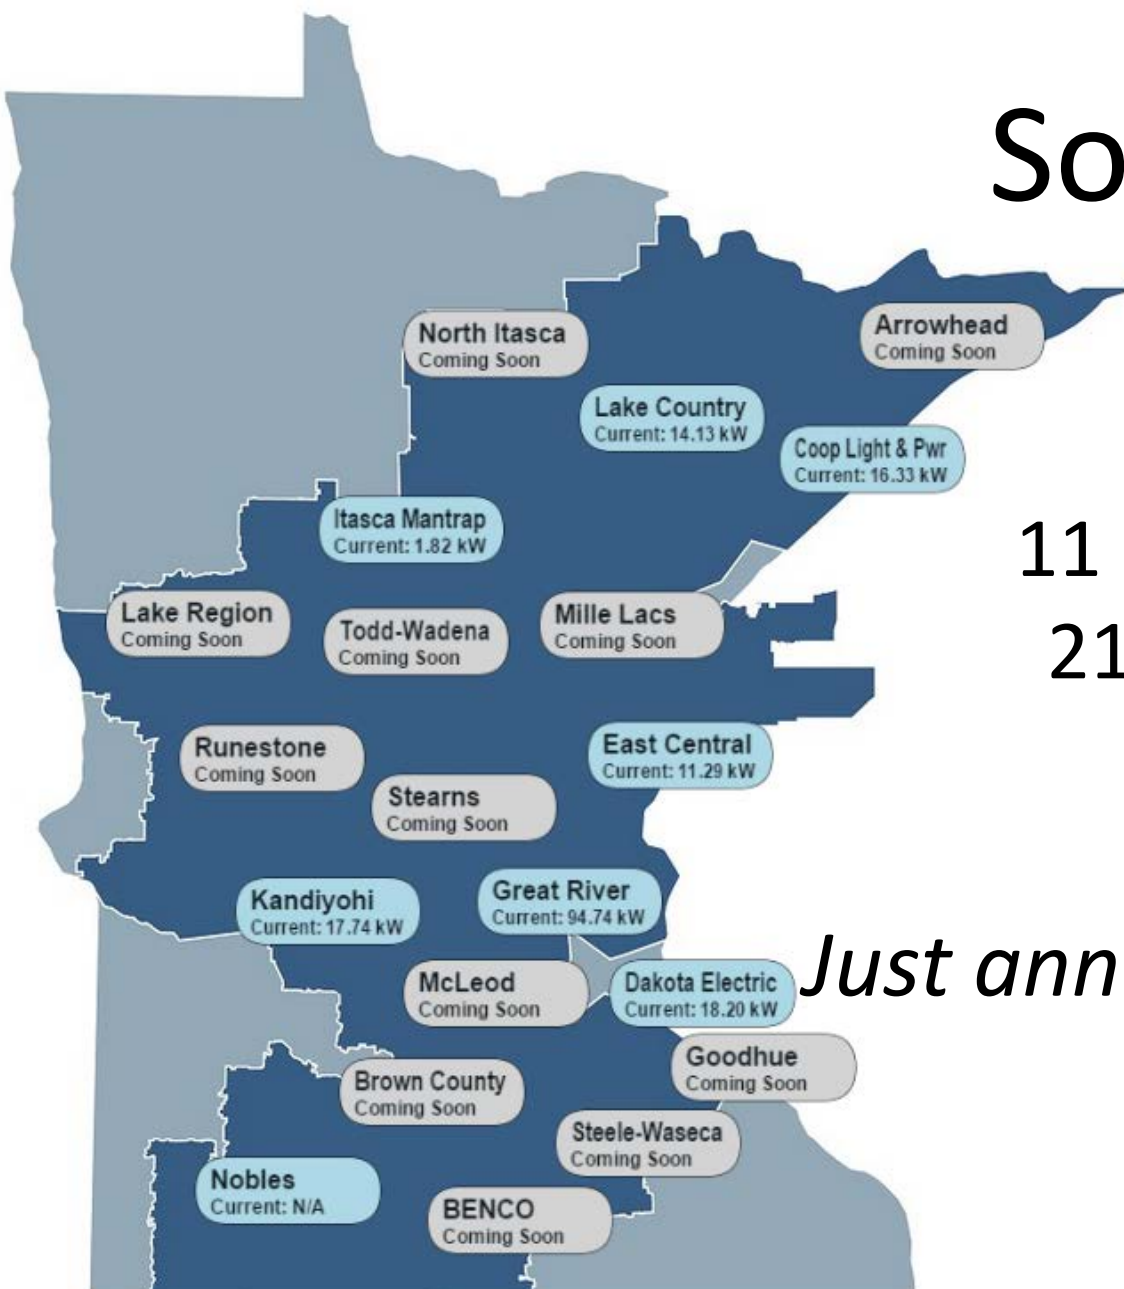 So
North Itasca
Coming Soon
Arrowhead
Coming Soon
Lake Country
Current: 14.13 kW
Coop Light & Pwr
Current: 16.33 kW
Itasca Mantrap
Current: 1.82 kW
11
Lake Region
Coming Soon
Todd-Wadena
Coming Soon
Mille Lacs
Coming Soon
21
Runestone
Coming Soon
East Central
Current: 11.29 kW
Stearns
Coming Soon
Kandiyohi
Current: 17.74 kW
Great River
Current: 94.74 kW
Just ann
McLeod
Coming Soon
Dakota Electric
Current: 18.20 kW
Goodhue
Coming Soon
Brown County
Coming Soon
Steele-Waseca
Coming Soon
Nobles
Current: N/A
BENCO
Coming Soon